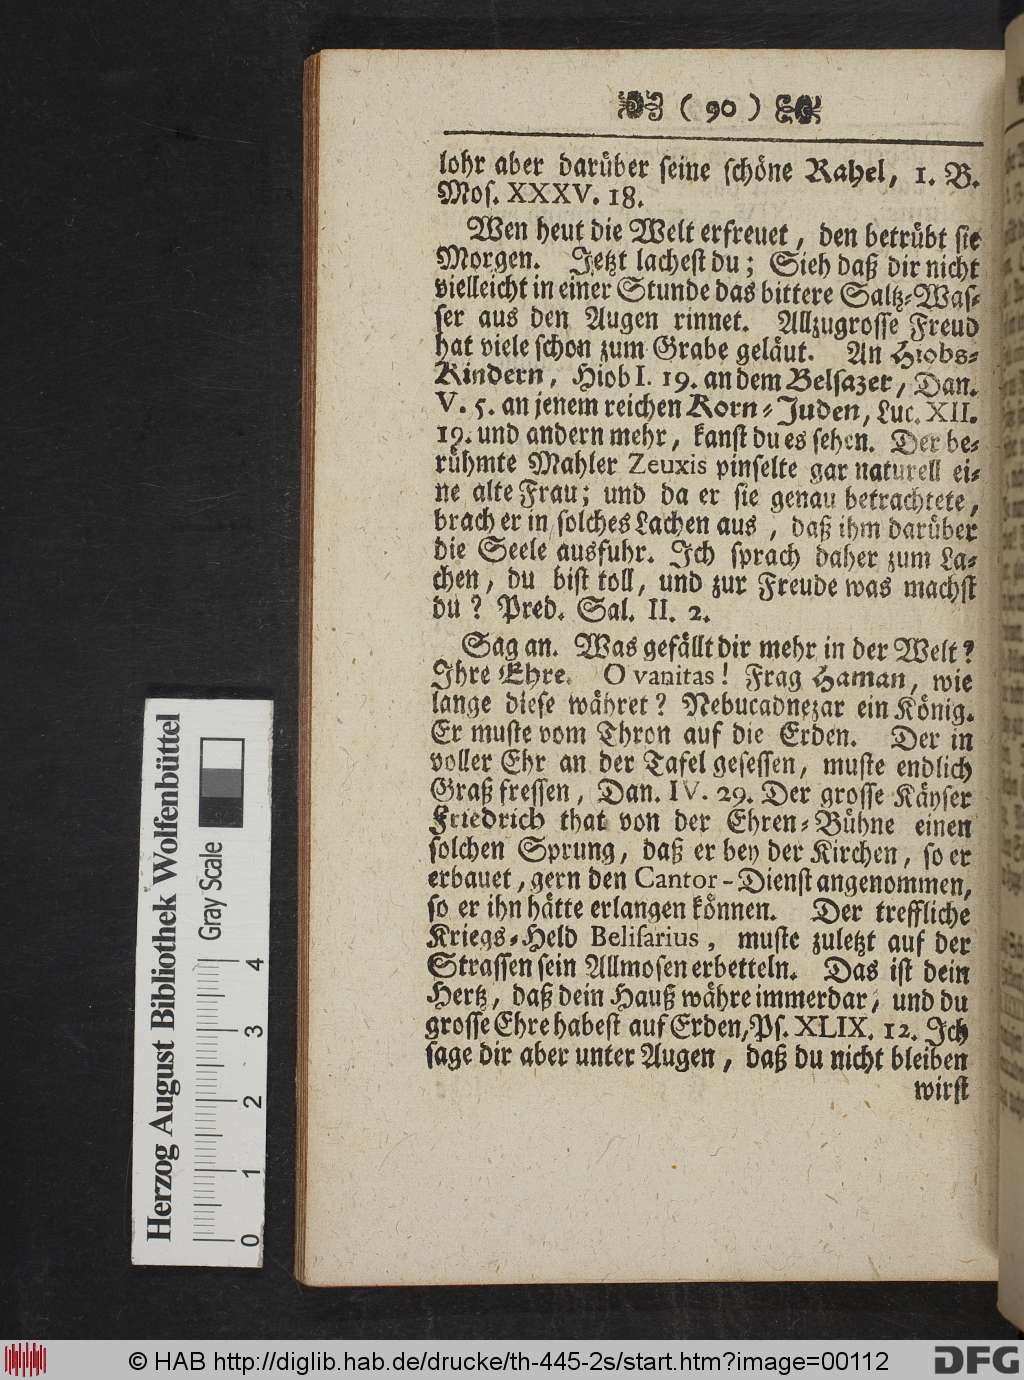 ( 90 )
lohr aber darüber seine schöne Rahel, 1. B.
Mos. XXXV. 18.
Wen heut die Welt erfreuet, den betrübt sie
Morgen. Jetzt lachest du; Sieh daß dir nicht
vielleicht in einer Stunde das bittere Saltz-Was-
ser aus den Augen rinnet. Allzugrosse Freud
hat viele schon zum Grabe geläut. An Hiobs-
Kindern, Hiob I. 19. an dem Belsazer, Dan.
V. 5. an jenem reichen Korn-Juden, Luc. XII.
19. und andern mehr, kanst du es sehen. Der be-
rühmte Mahler Zeuxis pinselte gar naturell ei-
ne alte Frau; und da er sie genau betrachtete,
brach er in solches Lachen aus, daß ihm darüber
die Seele ausfuhr. Ich sprach daher zum La-
chen, du bist toll, und zur Freude was machst
du? Pred. Sal. II. 2.
Sag an. Was gefällt dir mehr in der Welt?
Ihre Ehre. O vanitas! Frag Haman, wie
lange diese währet? Nebucadnezar ein König.
Er muste vom Thron auf die Erden. Der in
voller Ehr an der Tafel gesessen, muste endlich
Graß fressen, Dan. IV. 29. Der grosse Käyser
Friedrich that von der Ehren-Bühne einen
solchen Sprung, daß er bey der Kirchen, so er
erbauet, gern den Cantor-Dienst angenommen,
so er ihn hätte erlangen können. Der treffliche
Kriegs-Held Belisarius, muste zuletzt auf der
Strassen sein Allmosen erbetteln. Das ist dein
Hertz, daß dein Hauß währe immerdar, und du
grosse Ehre habest auf Erden, Ps. XLIX. 12. Ich
sage dir aber unter Augen, daß du nicht bleiben
wirst
Herzog August Bibliothek Wolfenbüttel
Gray Scale
0 1 2 3 4
© HAB http://diglib.hab.de/drucke/th-445-2s/start.htm?image=00112
DFG